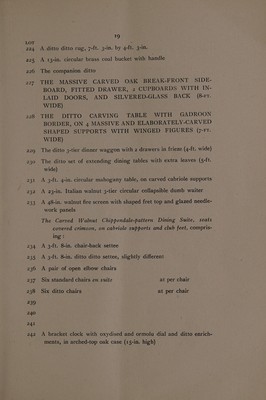 19
LOT
224 A ditto ditto rug, 7-ft. 3-in. by 4-ft. 3-in.
225 A 13-in. circular brass coal bucket with handle
226 The companion ditto
227 THE MASSIVE CARVED OAK BREAK-FRONT SIDE-
BOARD, FITTED DRAWER, 2 CUPBOARDS WITH IN-
LAID DOORS, AND SILVERED-GLASS BACK (8-FT.
WIDE)
228 THE DITTO CARVING TABLE WITH GADROON
BORDER, ON 4 MASSIVE AND ELABORATELY-CARVED
SHAPED SUPPORTS WITH WINGED FIGURES (7-FT.
WIDE)
229 The ditto 3-tier dinner waggon with 2 drawers in frieze (4-ft. wide)
230 The ditto set of extending dining tables with extra leaves (5-ft.
wide)
231 A 3-ft. 4-in. circular mahogany table, on carved cabriole supports
232 A 23-in. Italian walnut 3-tier circular collapsible dumb waiter
233 A 48-in. walnut fire screen with shaped fret top and glazed needle-
work panels
The Carved Walnut Chippendale-pattern Dining Suite, seats
covered crimson, on cabriole supports and club feet, compris-
ing :
234 A 3-ft. 8-in. chair-back settee
235 A 3-ft. 8-in. ditto ditto settee, slightly different
236 A pair of open elbow chairs
237 Six standard chairs en suite at per chair
238 Six ditto chairs at per chair
239
240
241
242 A bracket clock with oxydised and ormolu dial and ditto enrich-
ments, in arched-top oak case (15-in. high)